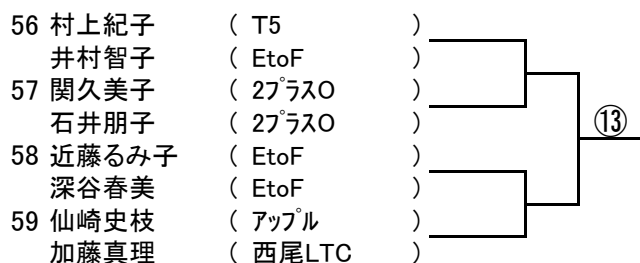 56 村上紀子 ( T5 )
井村智子 ( EtoF )
57 関久美子 ( 2プラスO )
石井朋子 ( 2プラスO )
⑬
58 近藤るみ子 ( EtoF )
深谷春美 ( EtoF )
59 仙崎史枝 ( アップル )
加藤真理 ( 西尾LTC )